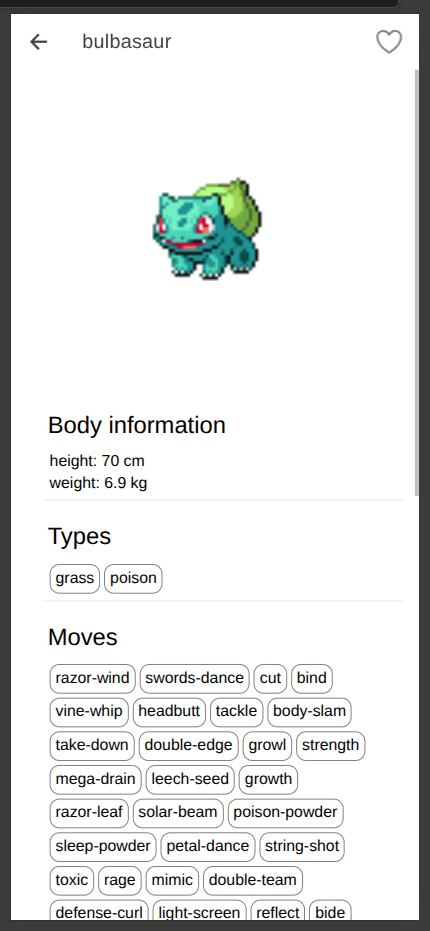 bulbasaur
Body information
height: 70 cm
weight: 6.9 kg
Types
grass poison
Moves
razor-wind swords-dance cut bind
vine-whip headbutt tackle body-slam
take-down double-edge growl strength
mega-drain leech-seed growth
razor-leaf solar-beam poison-powder
sleep-powder petal-dance string-shot
toxic rage mimic double-team
defense-curl light-screen reflect bide